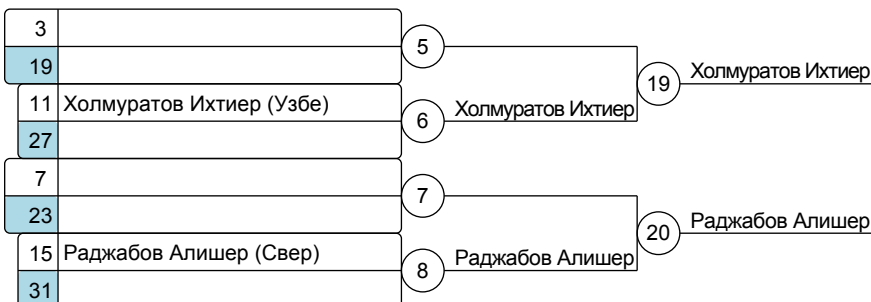 3
5
19
19 Холмуратов Ихтиер
11 Холмуратов Ихтиер (Узбе)
6 Холмуратов Ихтиер
27
7
7
23
20 Раджабов Алишер
15 Раджабов Алишер (Свер)
8 Раджабов Алишер
31